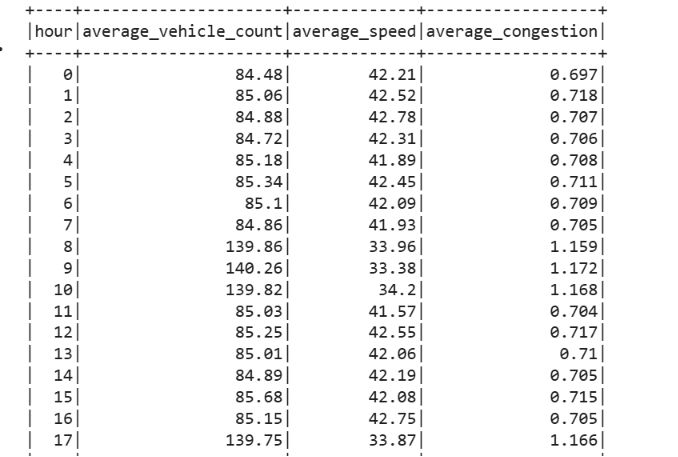 +----+---------------------+-------------+------------------+
|hour|average_vehicle_count|average_speed|average_congestion|
+----+---------------------+-------------+------------------+
|   0|                84.48|        42.21|             0.697|
|   1|                85.06|        42.52|             0.718|
|   2|                84.88|        42.78|             0.707|
|   3|                84.72|        42.31|             0.706|
|   4|                85.18|        41.89|             0.708|
|   5|                85.34|        42.45|             0.711|
|   6|                 85.1|        42.09|             0.709|
|   7|                84.86|        41.93|             0.705|
|   8|               139.86|        33.96|             1.159|
|   9|               140.26|        33.38|             1.172|
|  10|               139.82|         34.2|             1.168|
|  11|                85.03|        41.57|             0.704|
|  12|                85.25|        42.55|             0.717|
|  13|                85.01|        42.06|              0.71|
|  14|                84.89|        42.19|             0.705|
|  15|                85.68|        42.08|             0.715|
|  16|                85.15|        42.75|             0.705|
|  17|               139.75|        33.87|             1.166|